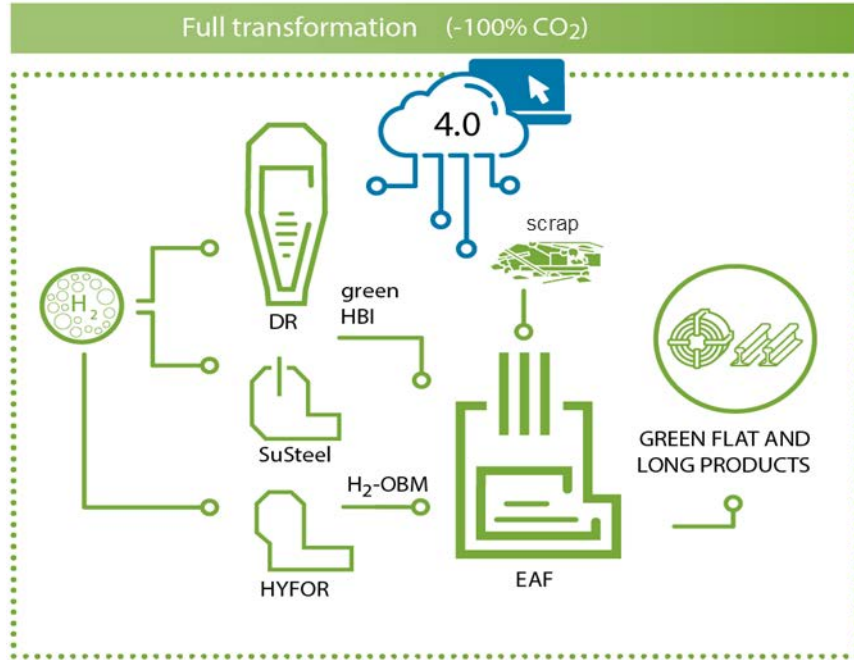 Full transformation (-100% CO₂)
4.0
scrap
H₂
green
HBI
DR
SuSteel
GREEN FLAT AND
LONG PRODUCTS
H₂-OBM
HYFOR
EAF